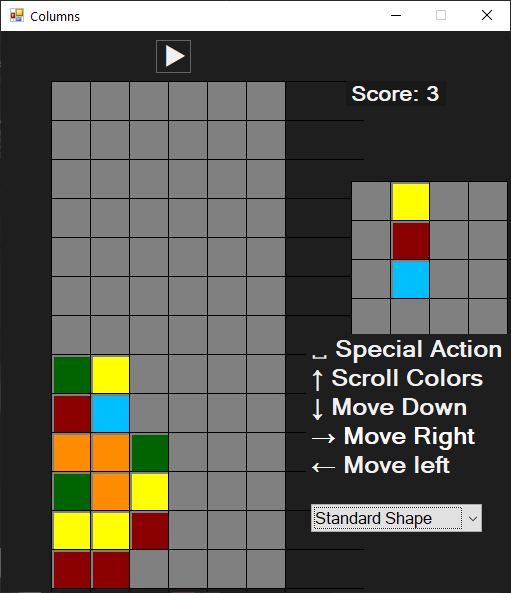 Columns
Score: 3
␣ Special Action
↑ Scroll Colors
↓ Move Down
→ Move Right
← Move left
Standard Shape